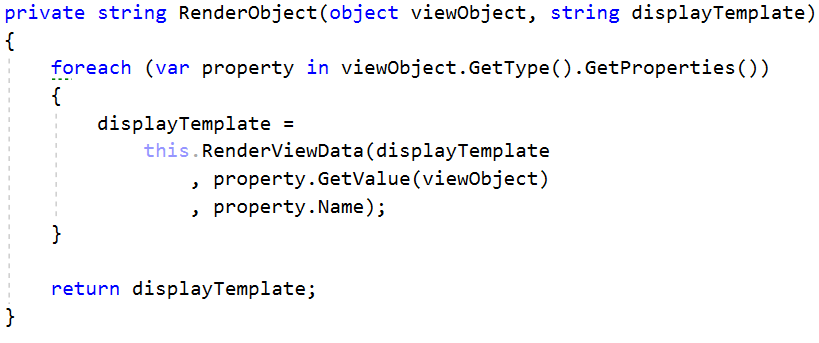 private string RenderObject(object viewObject, string displayTemplate)
{
    foreach (var property in viewObject.GetType().GetProperties())
    {
        displayTemplate =
            this.RenderViewData(displayTemplate
                , property.GetValue(viewObject)
                , property.Name);
    }

    return displayTemplate;
}